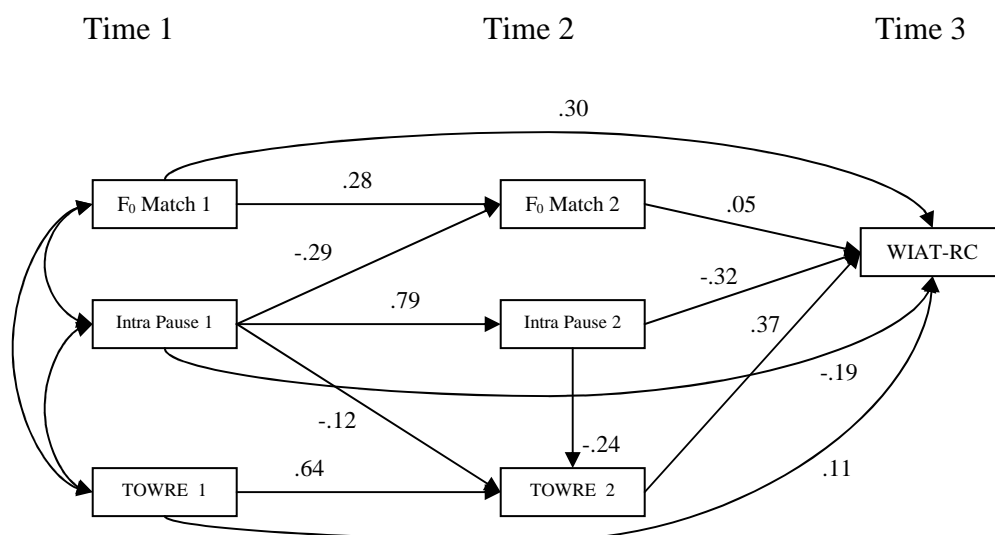 Time 1 Time 2 Time 3
.30
F₀ Match 1 .28 F₀ Match 2 .05
WIAT-RC
-.29 -.32
Intra Pause 1 .79 Intra Pause 2 .37
-.19
-.12 -.24
TOWRE 1 .64 TOWRE 2 .11